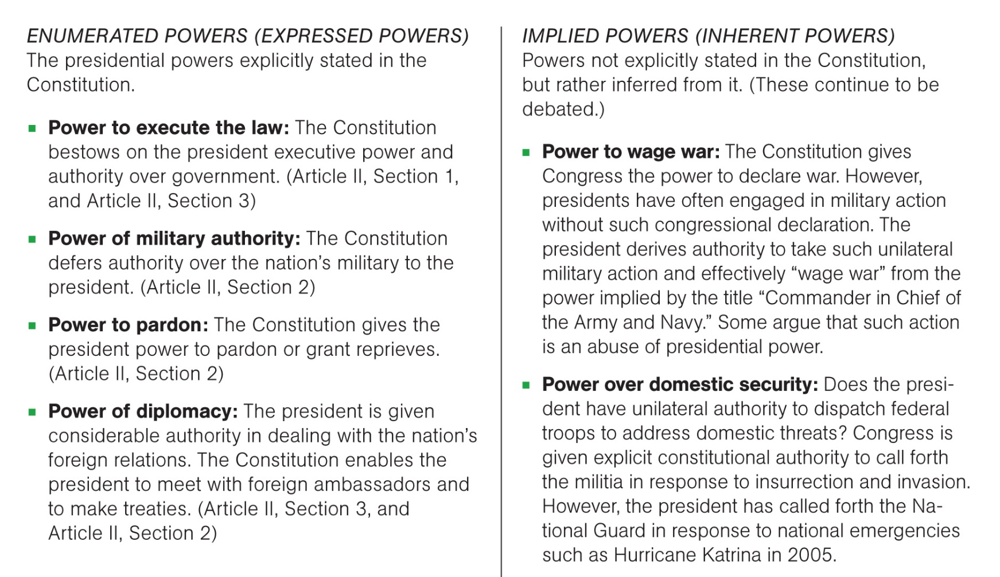 ENUMERATED POWERS (EXPRESSED POWERS)
The presidential powers explicitly stated in the
Constitution.
Power to execute the law: The Constitution
bestows on the president executive power and
authority over government. (Article II, Section 1,
and Article II, Section 3)
Power of military authority: The Constitution
defers authority over the nation’s military to the
president. (Article II, Section 2)
Power to pardon: The Constitution gives the
president power to pardon or grant reprieves.
(Article II, Section 2)
Power of diplomacy: The president is given
considerable authority in dealing with the nation’s
foreign relations. The Constitution enables the
president to meet with foreign ambassadors and
to make treaties. (Article II, Section 3, and
Article II, Section 2)
IMPLIED POWERS (INHERENT POWERS)
Powers not explicitly stated in the Constitution,
but rather inferred from it. (These continue to be
debated.)
Power to wage war: The Constitution gives
Congress the power to declare war. However,
presidents have often engaged in military action
without such congressional declaration. The
president derives authority to take such unilateral
military action and effectively “wage war” from the
power implied by the title “Commander in Chief of
the Army and Navy.” Some argue that such action
is an abuse of presidential power.
Power over domestic security: Does the presi-
dent have unilateral authority to dispatch federal
troops to address domestic threats? Congress is
given explicit constitutional authority to call forth
the militia in response to insurrection and invasion.
However, the president has called forth the Na-
tional Guard in response to national emergencies
such as Hurricane Katrina in 2005.